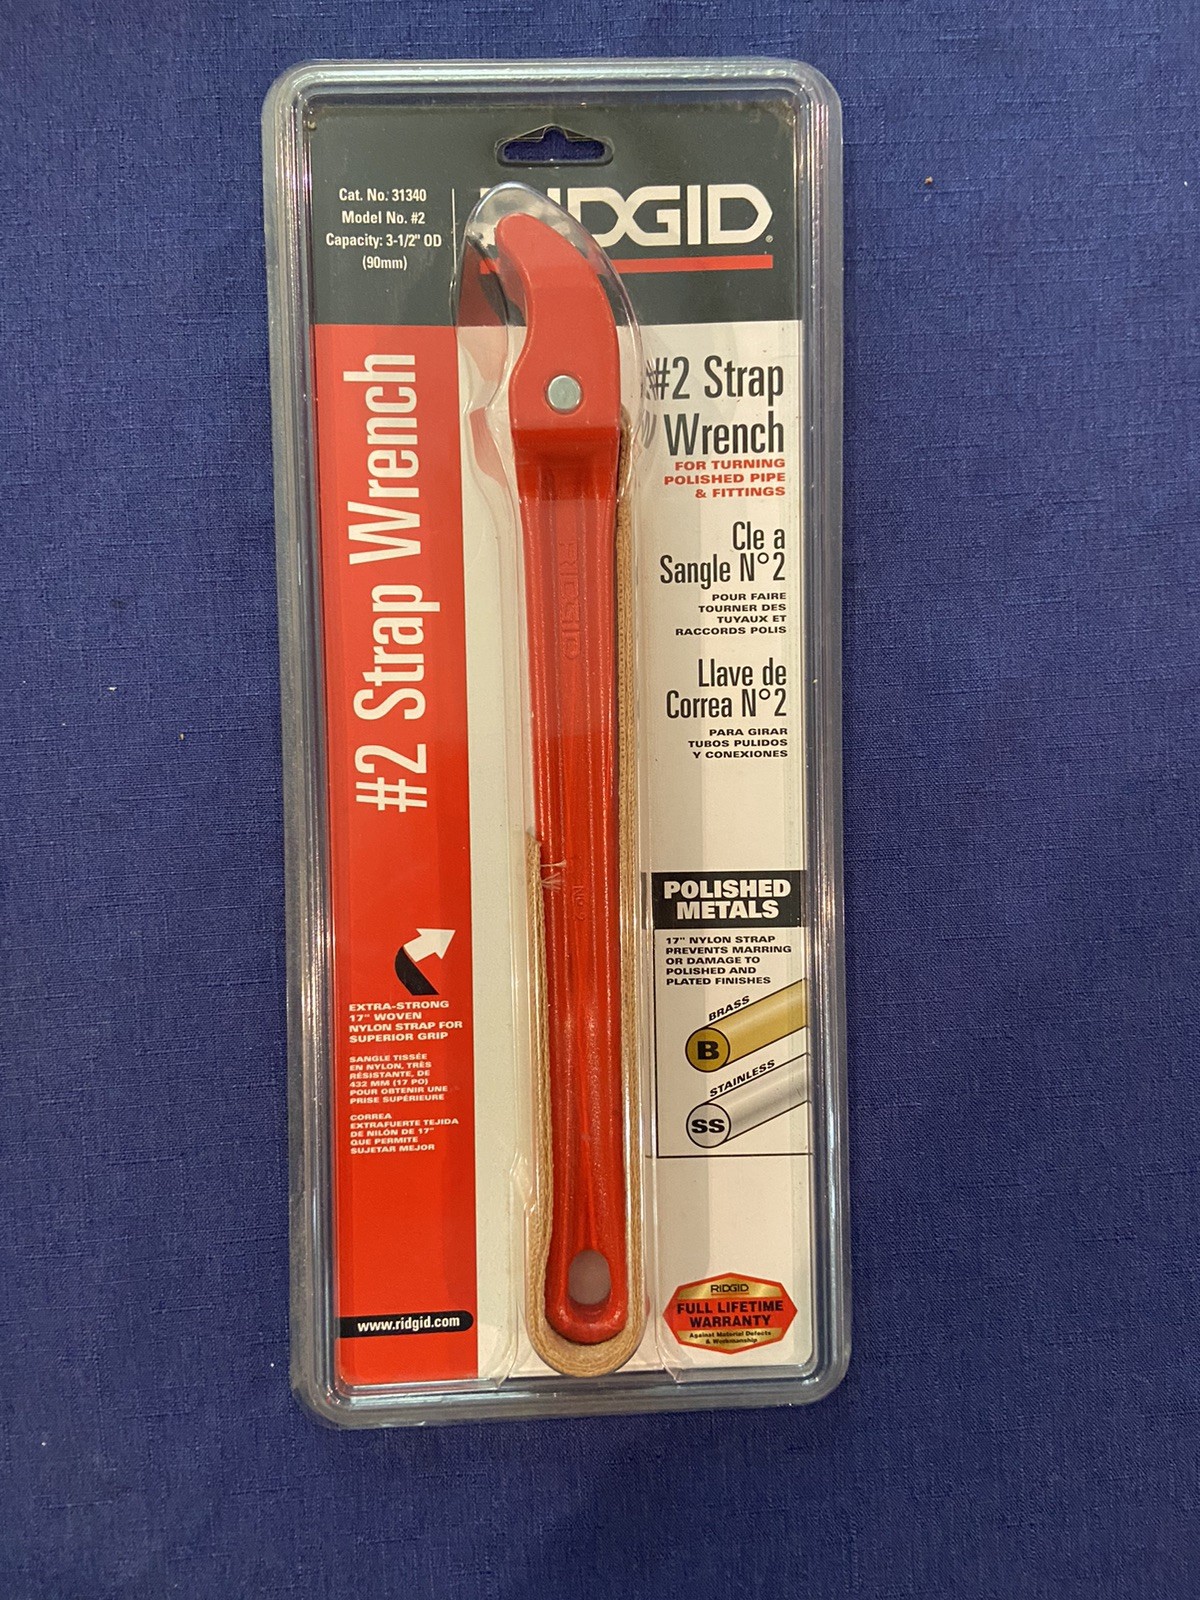 Cat. No. 31340
Model No. #2
Capacity: 3-1/2" OD
(90mm)
RIDGID
#2 Strap Wrench
EXTRA-STRONG
17" WOVEN
NYLON STRAP FOR
SUPERIOR GRIP
SANGLE TISSÉE
EN NYLON, TRÈS
RÉSISTANTE, DE
432 MM (17 PO)
POUR OBTENIR UNE
PRISE SUPÉRIEURE
CORREA
EXTRAFUERTE TEJIDA
DE NILÓN DE 17"
QUE PERMITE
SUJETAR MEJOR
www.ridgid.com
RIDGID
#2 Strap
Wrench
FOR TURNING
POLISHED PIPE
& FITTINGS
Cle a
Sangle N°2
POUR FAIRE
TOURNER DES
TUYAUX ET
RACCORDS POLIS
Llave de
Correa N°2
PARA GIRAR
TUBOS PULIDOS
Y CONEXIONES
POLISHED
METALS
17" NYLON STRAP
PREVENTS MARRING
OR DAMAGE TO
POLISHED AND
PLATED FINISHES
BRASS
B
STAINLESS
SS
RIDGID
FULL LIFETIME
WARRANTY
Against Material Defects
& Workmanship